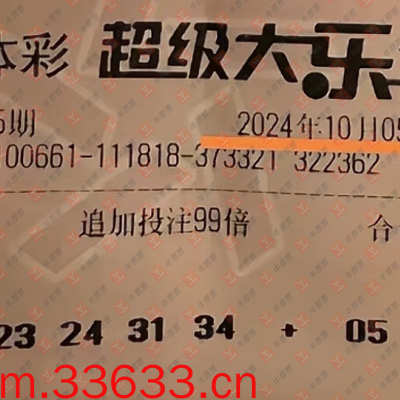 体彩 超级大乐
5期 2024年10月05
00661-111818-373321 322362
追加投注99倍 合
23 24 31 34 + 05
m.33633.cn